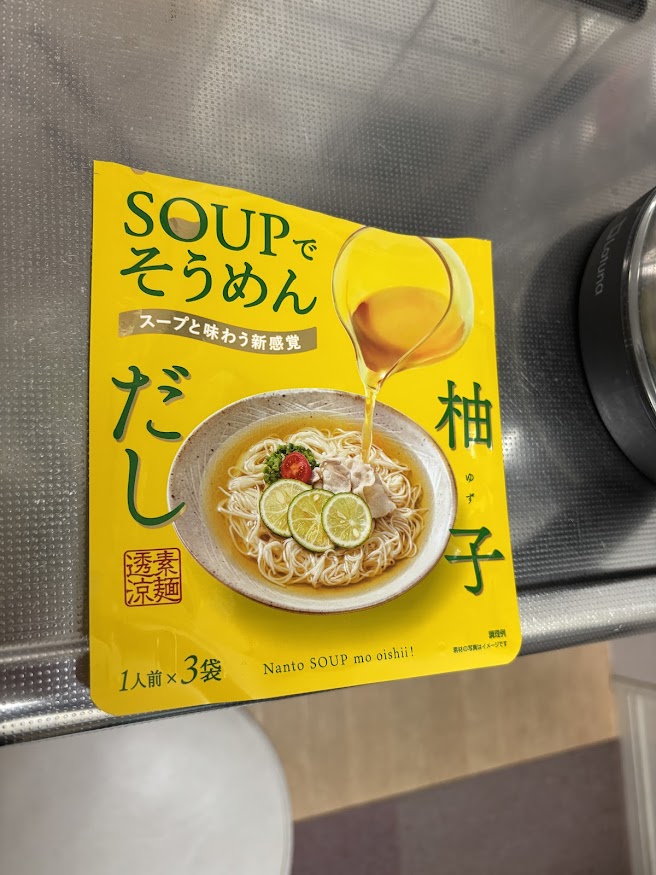 SOUPで
そうめん
スープと味わう新感覚
柚子
ゆず
だし
透涼
素麺
1人前×3袋
Nanto SOUP mo oishii!
調理例
素材の写真はイメージです